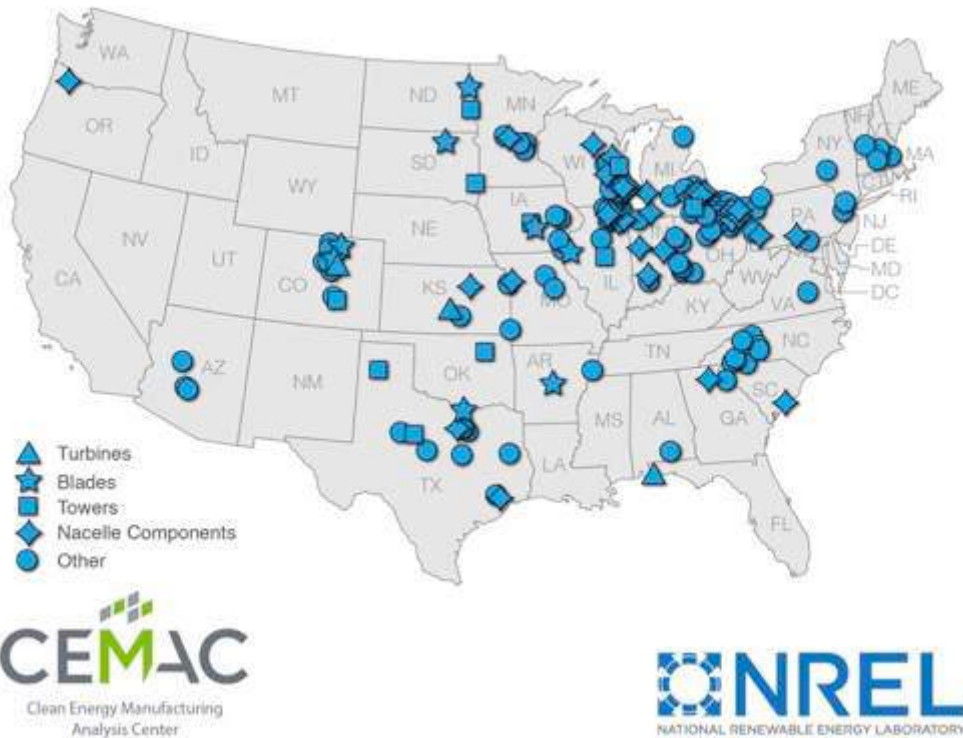 WA
ME
MT
ND
MN
OR
NH
NY
ID
SD
WI
MI
MA
WY
CT
RI
IA
PA
NE
NJ
NV
OH
DE
UT
IL
WV
MD
CA
CO
KS
MO
VA
DC
KY
NC
TN
OK
AR
AZ
NM
SC
MS
AL
GA
LA
TX
FL
Turbines
Blades
Towers
Nacelle Components
Other
CEMAC
Clean Energy Manufacturing
Analysis Center
NREL
NATIONAL RENEWABLE ENERGY LABORATORY